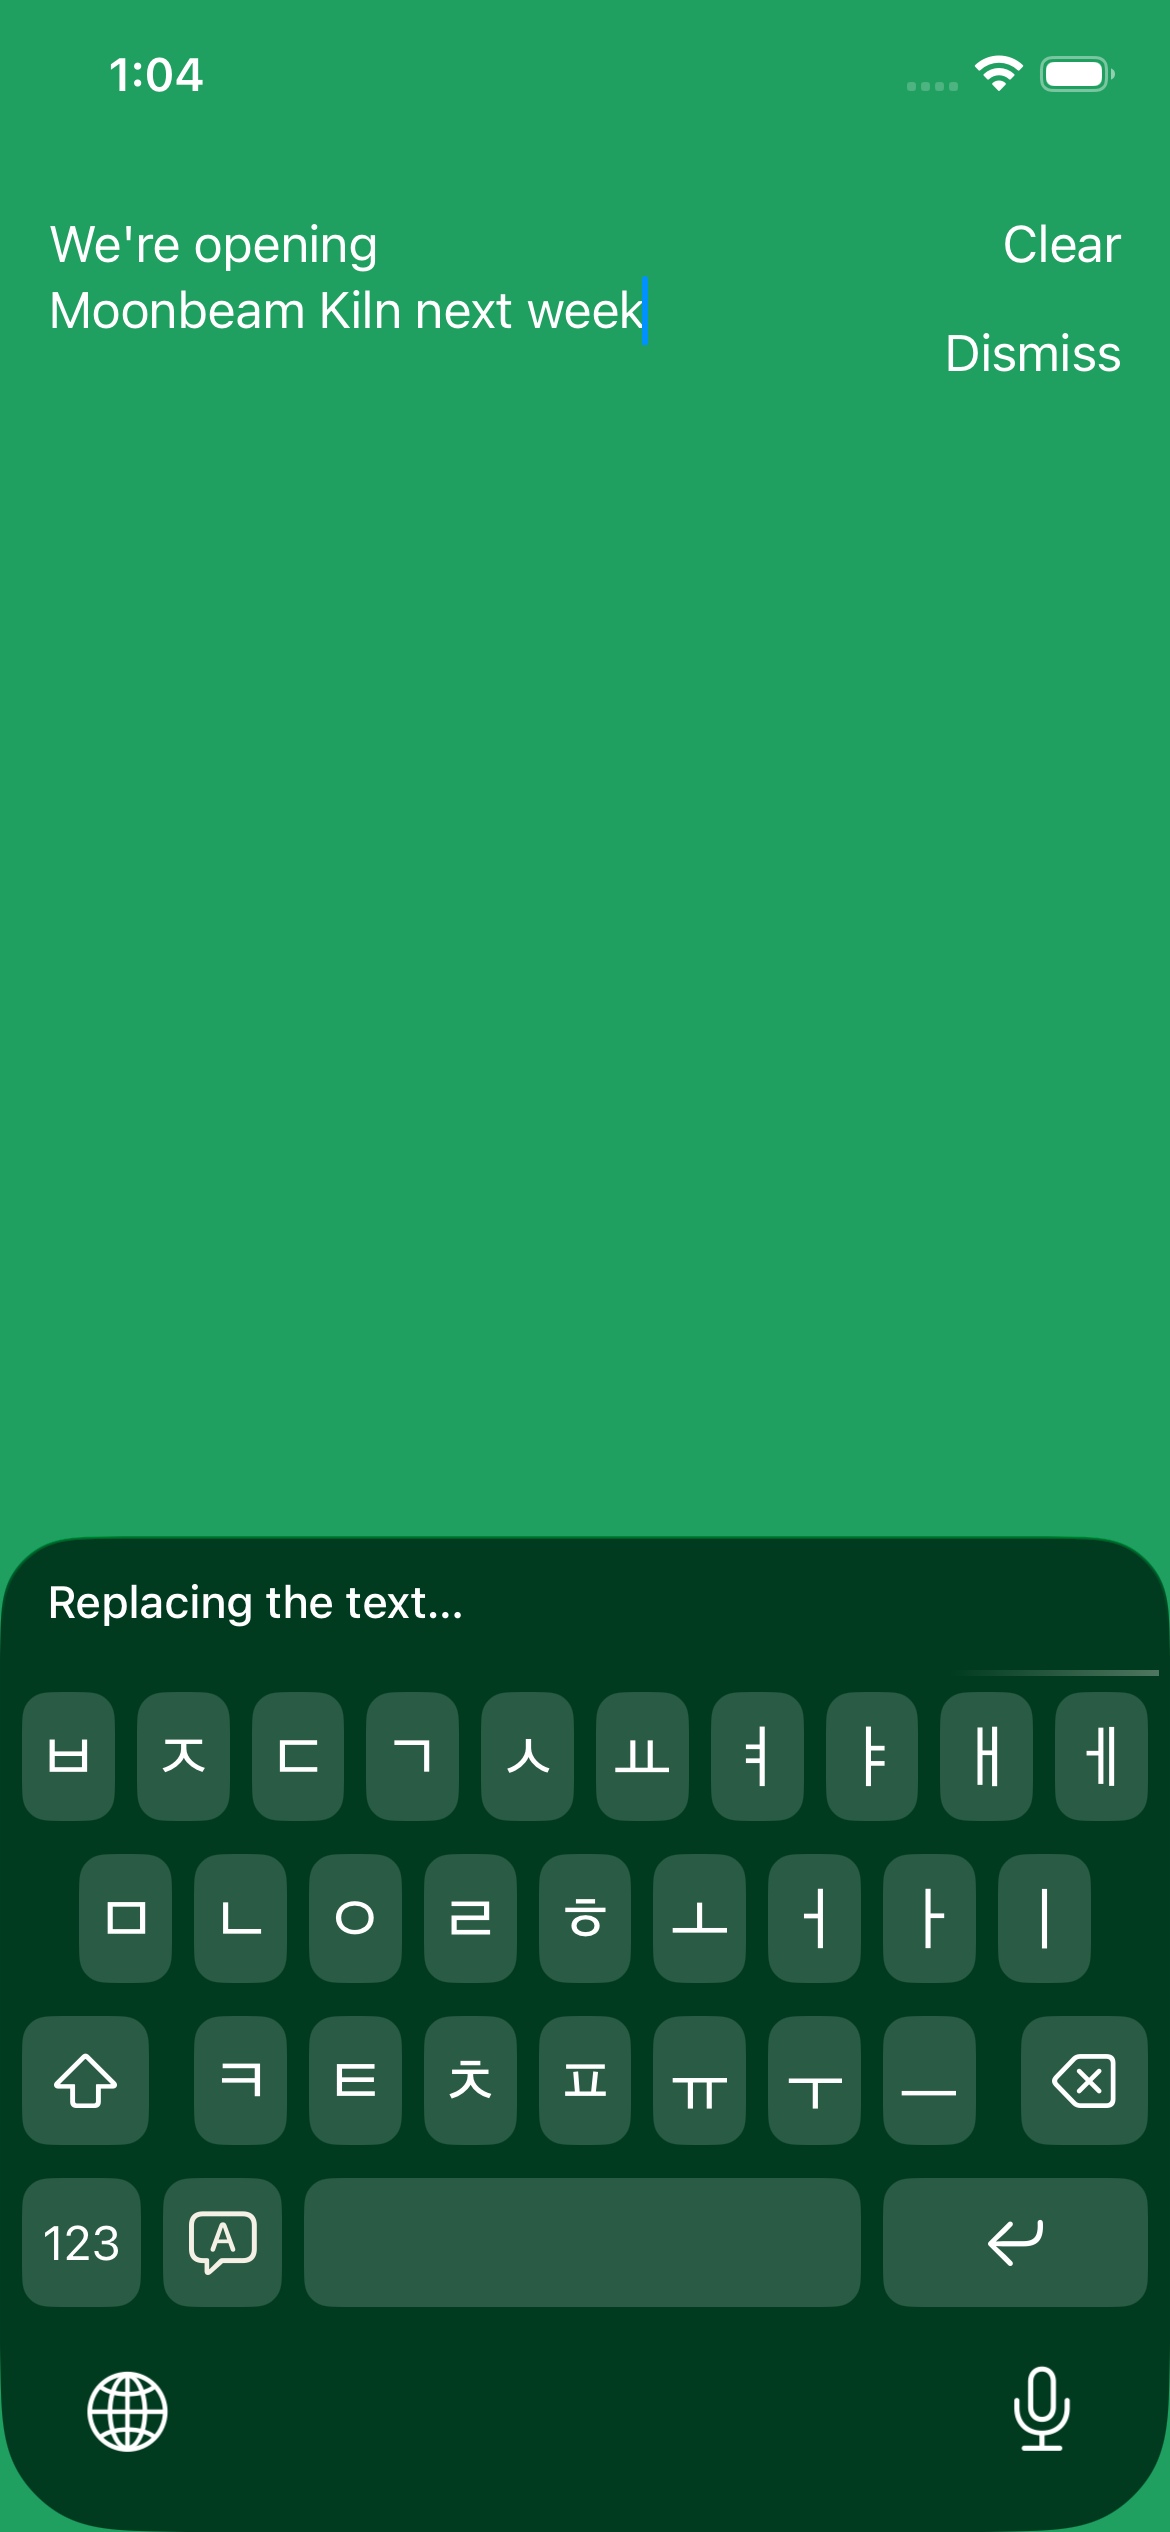 1:04
We're opening
Moonbeam Kiln next week
Clear
Dismiss
Replacing the text...
ㅂ ㅈ ㄷ ㄱ ㅅ ㅛ ㅕ ㅑ ㅐ ㅔ
ㅁ ㄴ ㅇ ㄹ ㅎ ㅗ ㅓ ㅏ ㅣ
ㅋ ㅌ ㅊ ㅍ ㅠ ㅜ ㅡ
123 A